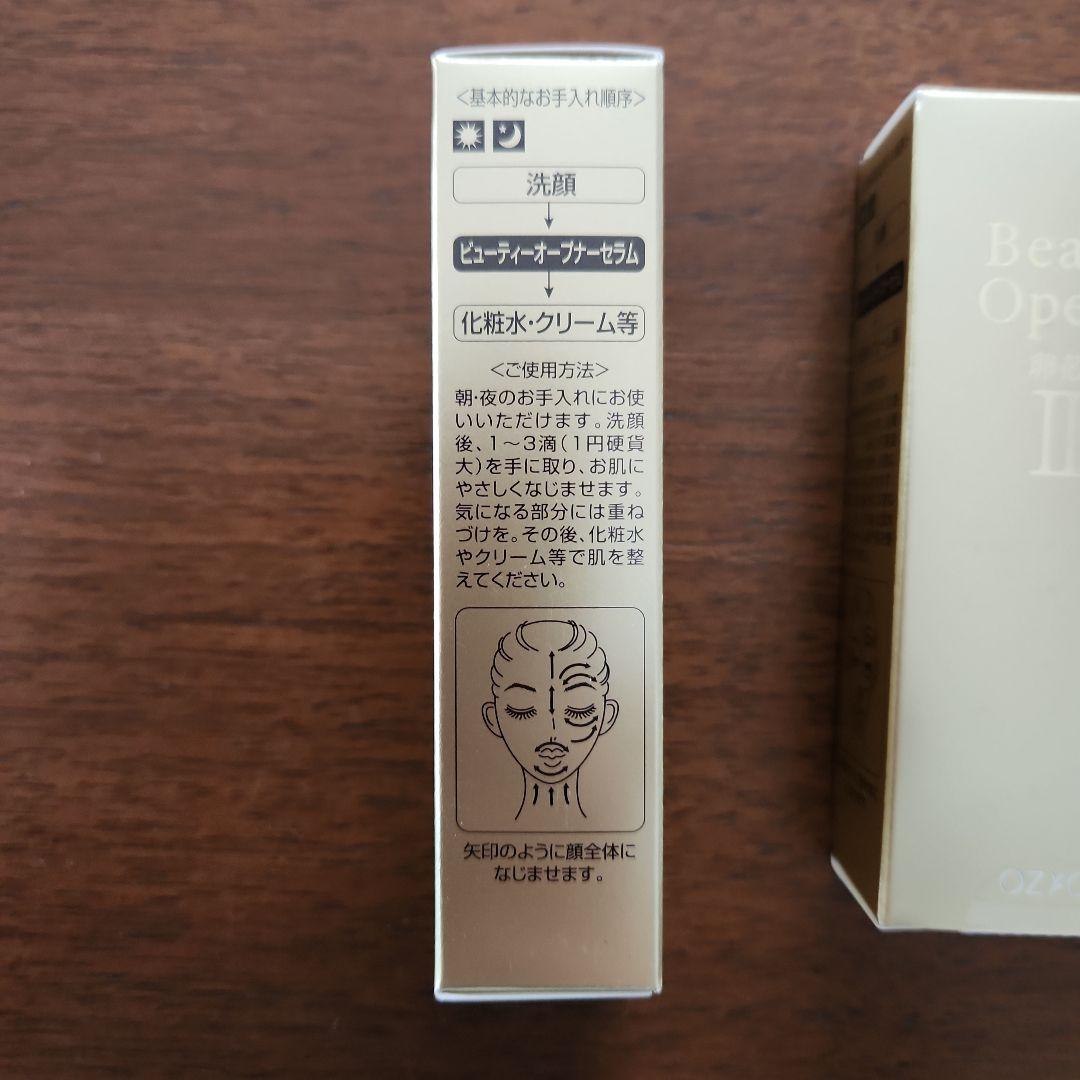 <基本的なお手入れ順序>
洗顔
ビューティーオープナーセラム
化粧水・クリーム等
<ご使用方法>
朝・夜のお手入れにお使
いいただけます。洗顔
後、1〜3滴(1円硬貨
大)を手に取り、お肌に
やさしくなじませます。
気になる部分には重ね
づけを。その後、化粧水
やクリーム等で肌を整
えてください。
矢印のように顔全体に
なじませます。
Bea
Ope